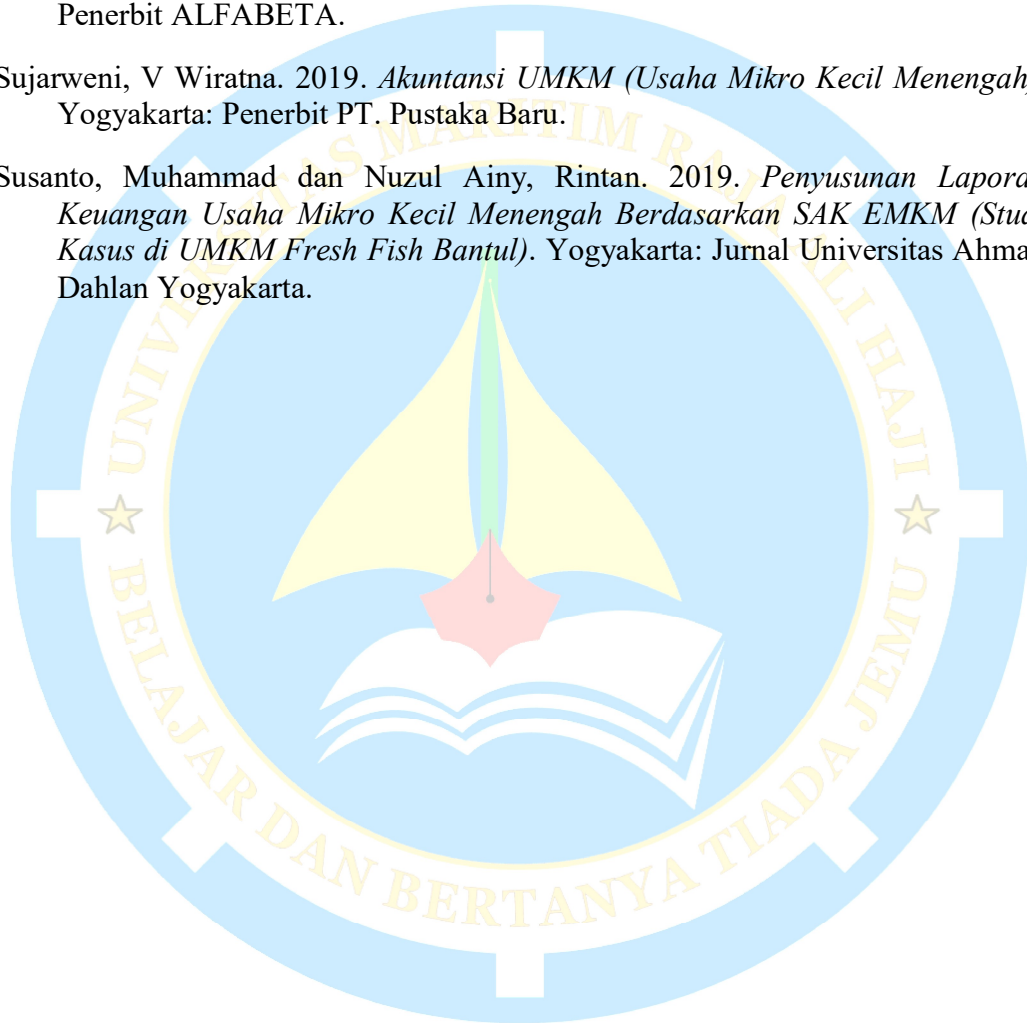 Penerbit ALFABETA.
Sujarweni, V Wiratna. 2019. Akuntansi UMKM (Usaha Mikro Kecil Menengah)
Yogyakarta: Penerbit PT. Pustaka Baru.
Susanto, Muhammad dan Nuzul Ainy, Rintan. 2019. Penyusunan Lapora
Keuangan Usaha Mikro Kecil Menengah Berdasarkan SAK EMKM (Stud
Kasus di UMKM Fresh Fish Bantul). Yogyakarta: Jurnal Universitas Ahma
Dahlan Yogyakarta.
UNIVERSITAS MARITIM RAJA ALI HAJI
BELAJAR DAN BERTANYA TIADA JEMU